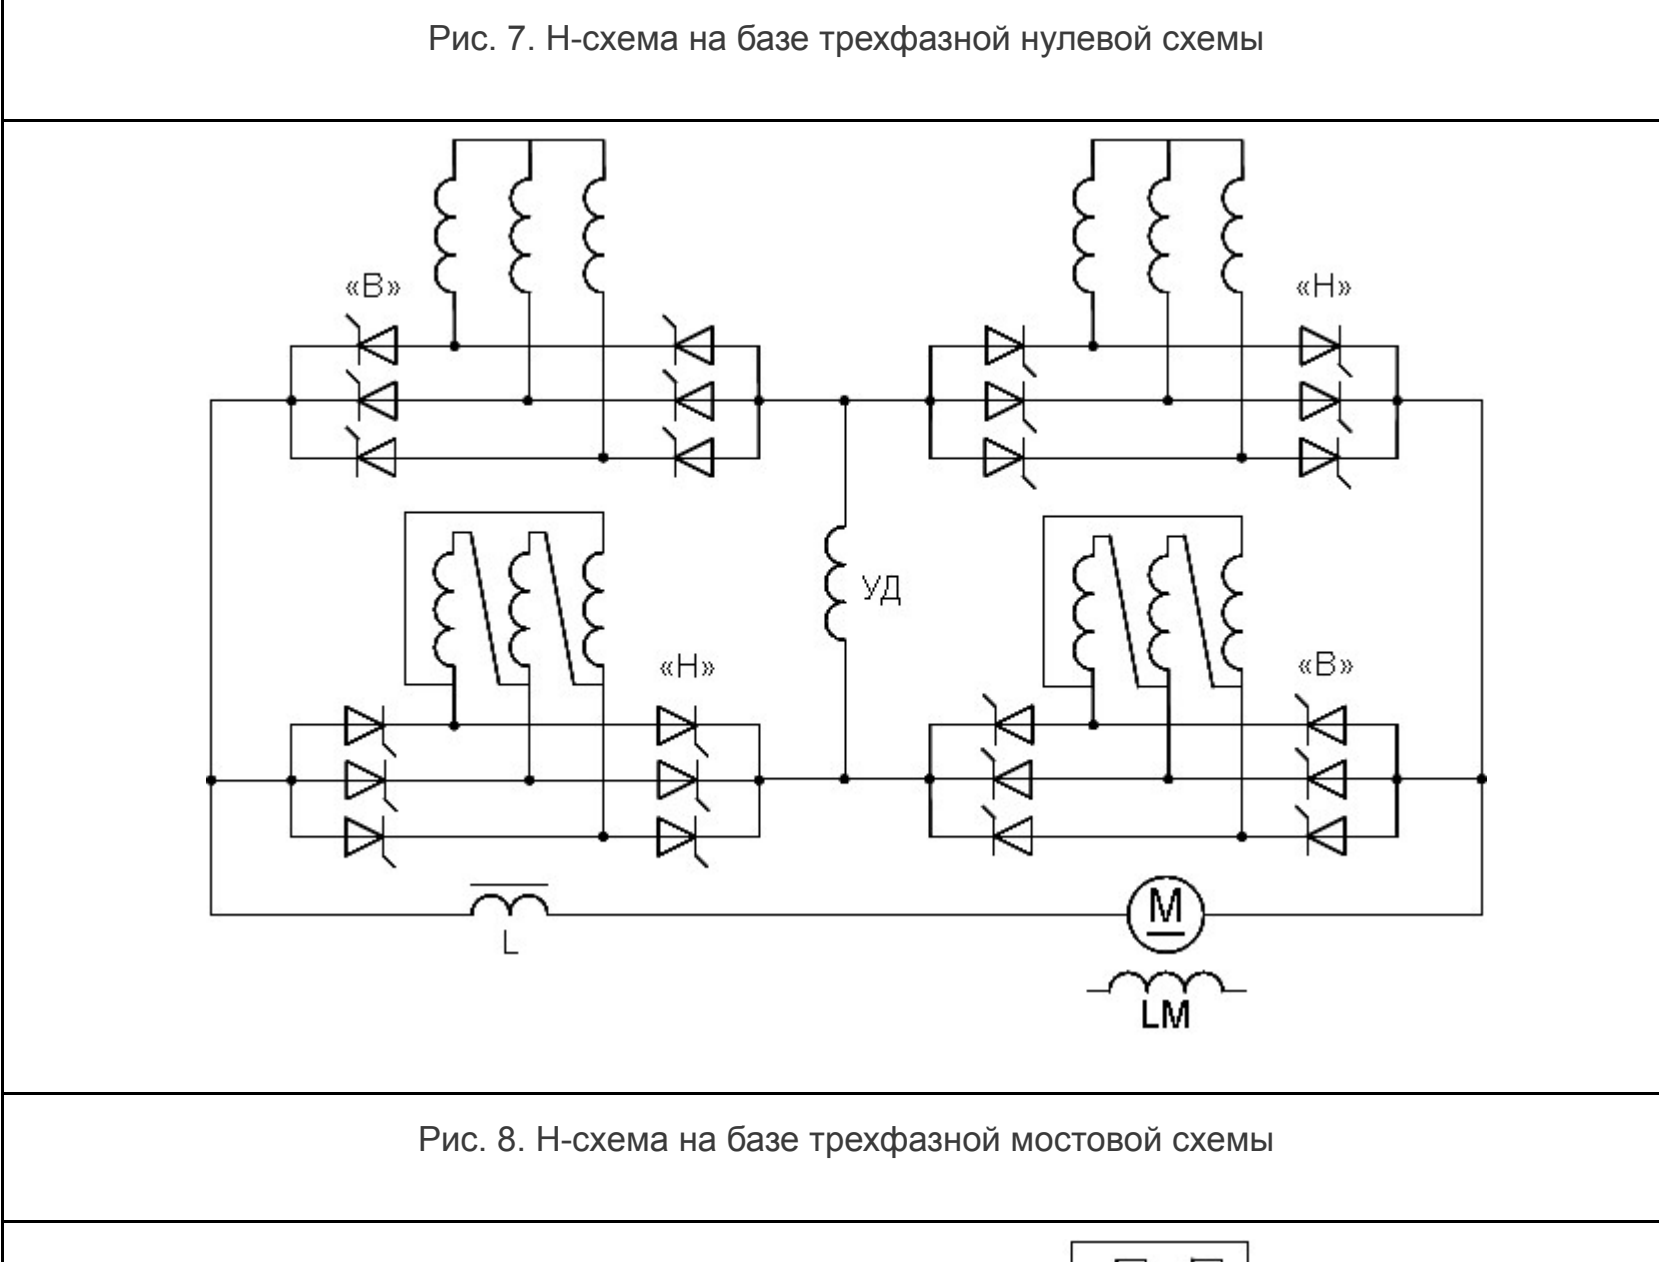 Рис. 7. Н-схема на базе трехфазной нулевой схемы
«В»
«Н»
УД
«Н»
«В»
L
M
LM
Рис. 8. Н-схема на базе трехфазной мостовой схемы